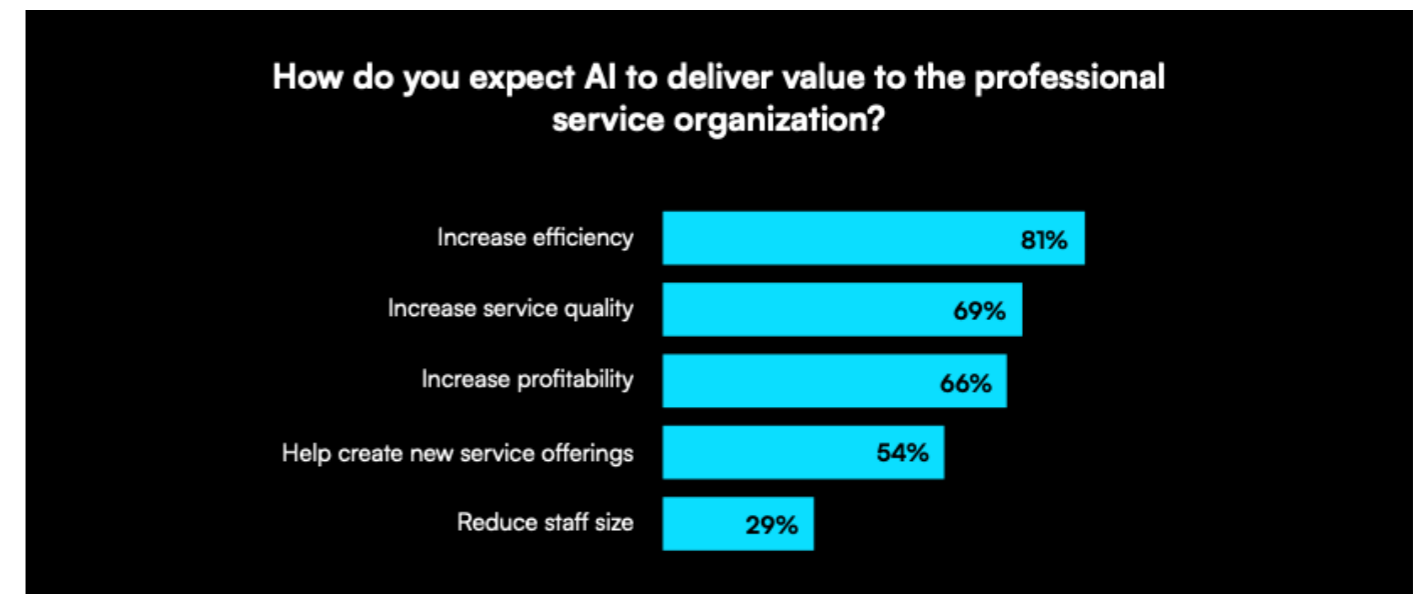 How do you expect AI to deliver value to the professional
service organization?
Increase efficiency 81%
Increase service quality 69%
Increase profitability 66%
Help create new service offerings 54%
Reduce staff size 29%